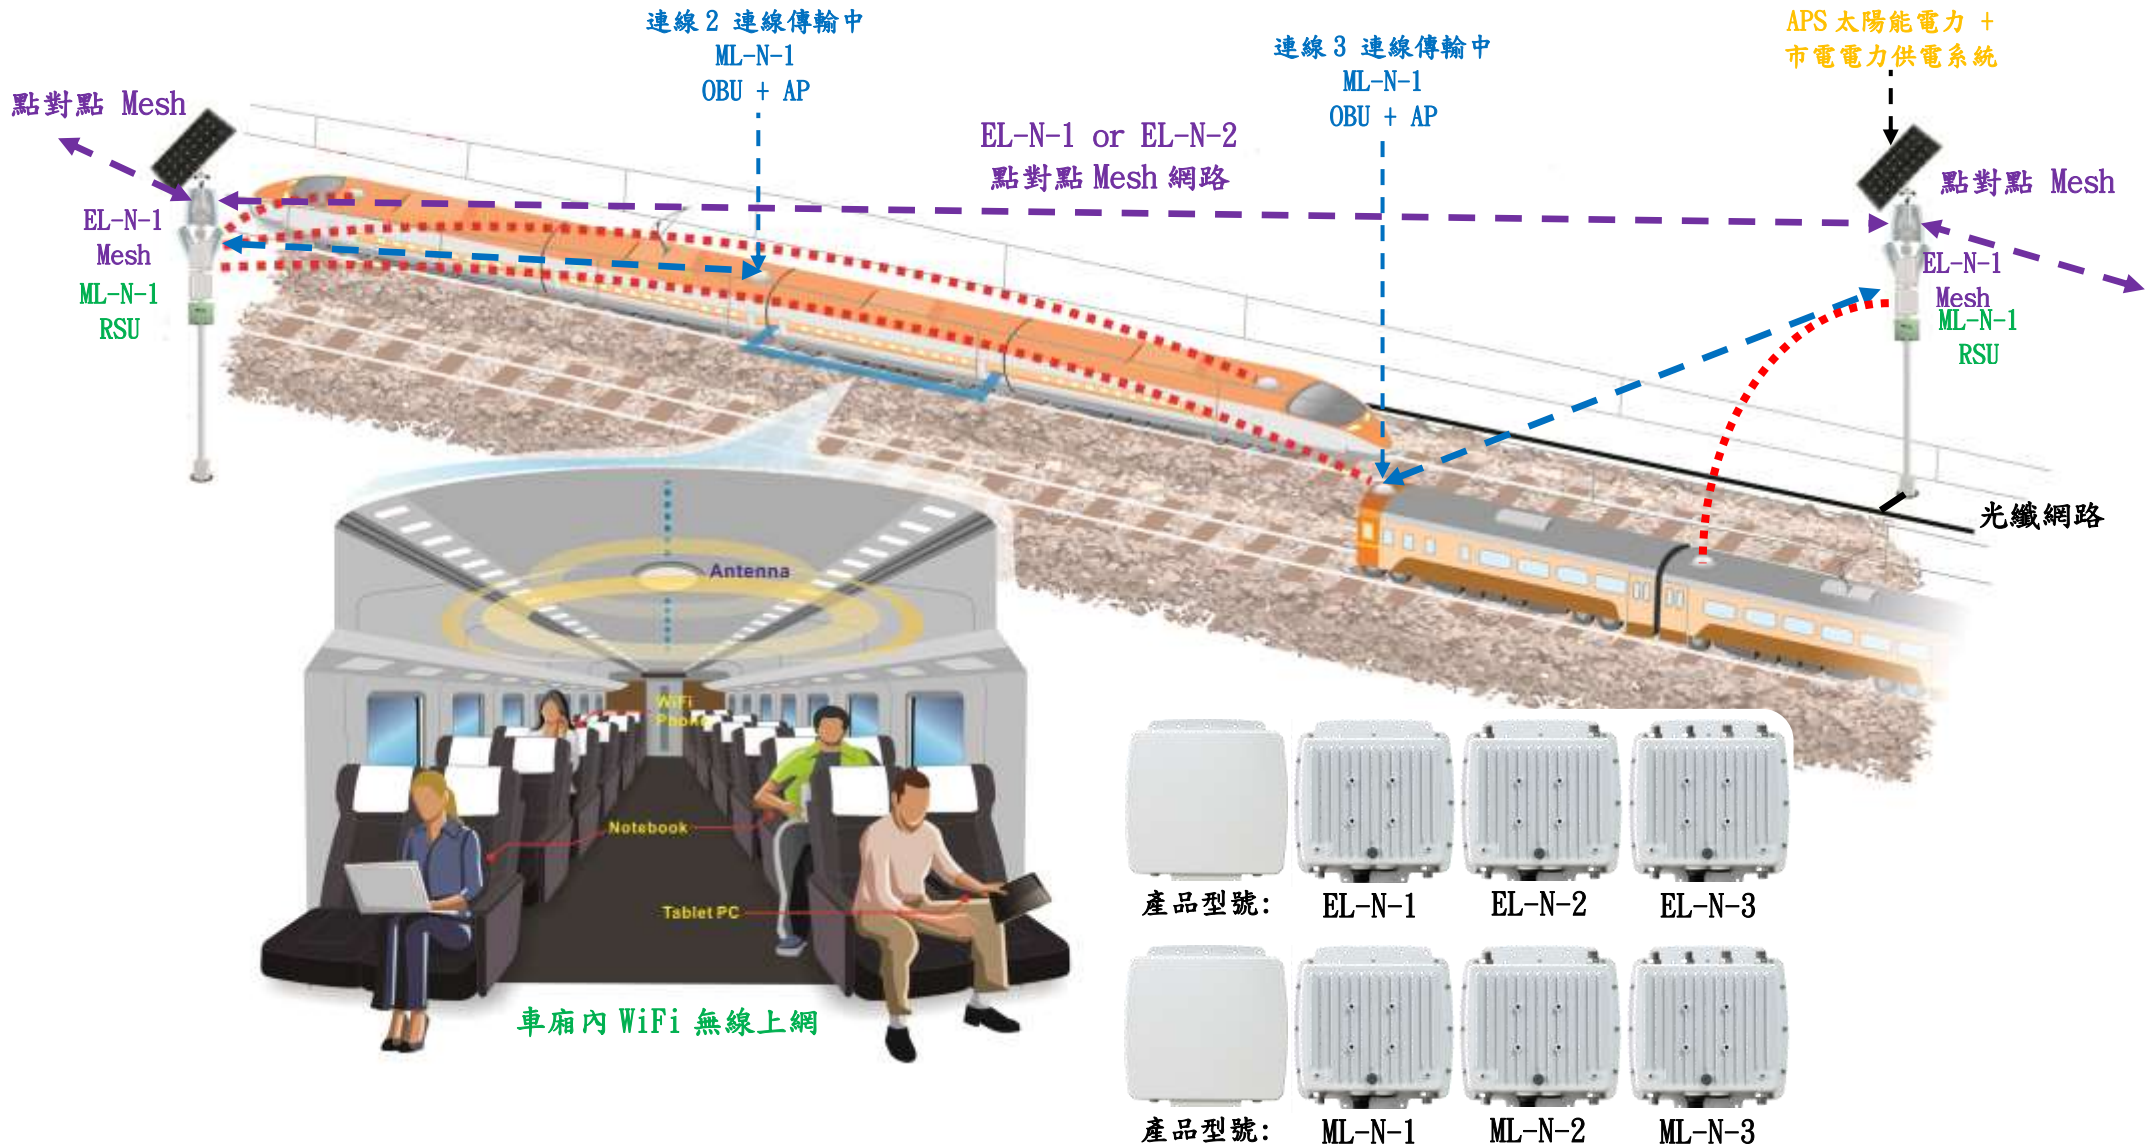 連線 2 連線傳輸中
ML-N-1
OBU + AP
連線 3 連線傳輸中
ML-N-1
OBU + AP
APS 太陽能電力 +
市電電力供電系統
點對點 Mesh
EL-N-1 or EL-N-2
點對點 Mesh 網路
點對點 Mesh
EL-N-1
Mesh
ML-N-1
RSU
EL-N-1
Mesh
ML-N-1
RSU
光纖網路
Antenna
WiFi
Phone
Notebook
Tablet PC
車廂內 WiFi 無線上網
產品型號: EL-N-1 EL-N-2 EL-N-3
產品型號: ML-N-1 ML-N-2 ML-N-3